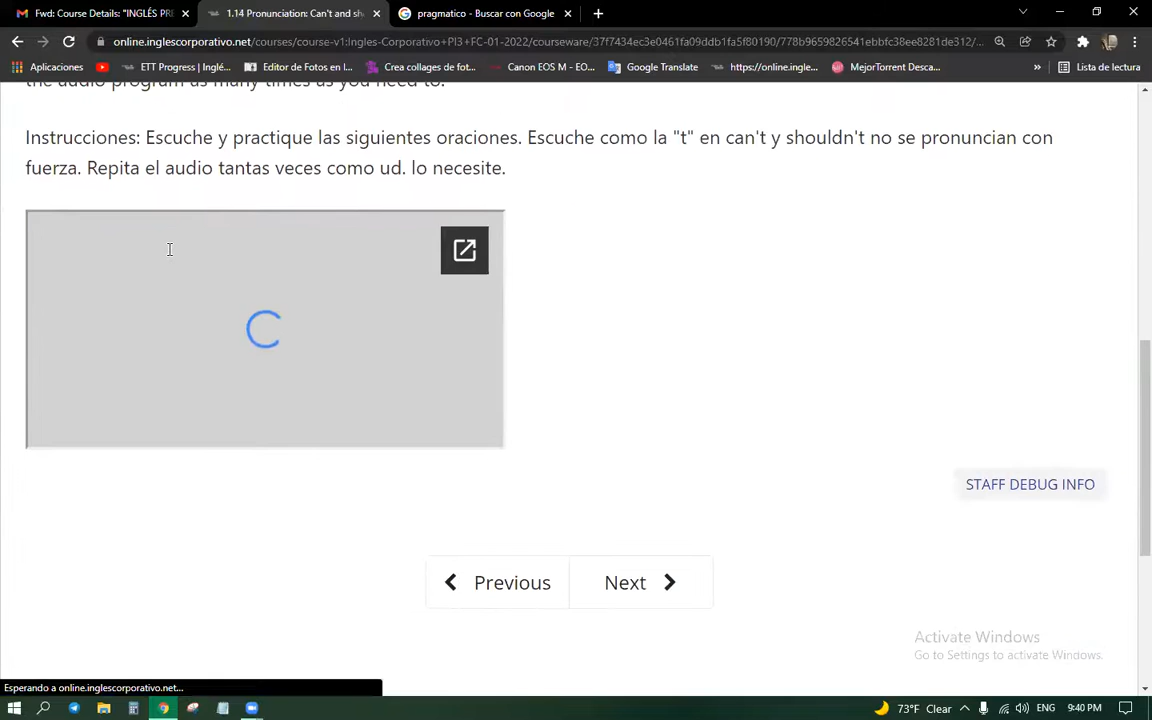 Fwd: Course Details: "INGLÉS PRE
1.14 Pronunciation: Can't and sh
pragmatico - Buscar con Google
online.inglescorporativo.net/courses/course-v1:Ingles-Corporativo+PI3+FC-01-2022/courseware/37f7434ec3e0461fa09ddb1fa5f80190/778b9659826541ebbfc38ee8281de312/...
Aplicaciones
ETT Progress | Inglé...
Editor de Fotos en l...
Crea collages de fot...
Canon EOS M - EO...
Google Translate
https://online.ingle...
MejorTorrent Desca...
»
Lista de lectura
the audio program as many times as you need to.
Instrucciones: Escuche y practique las siguientes oraciones. Escuche como la "t" en can't y shouldn't no se pronuncian con
fuerza. Repita el audio tantas veces como ud. lo necesite.
STAFF DEBUG INFO
Previous
Next
Activate Windows
Go to Settings to activate Windows.
Esperando a online.inglescorporativo.net...
73°F Clear
ENG
9:40 PM